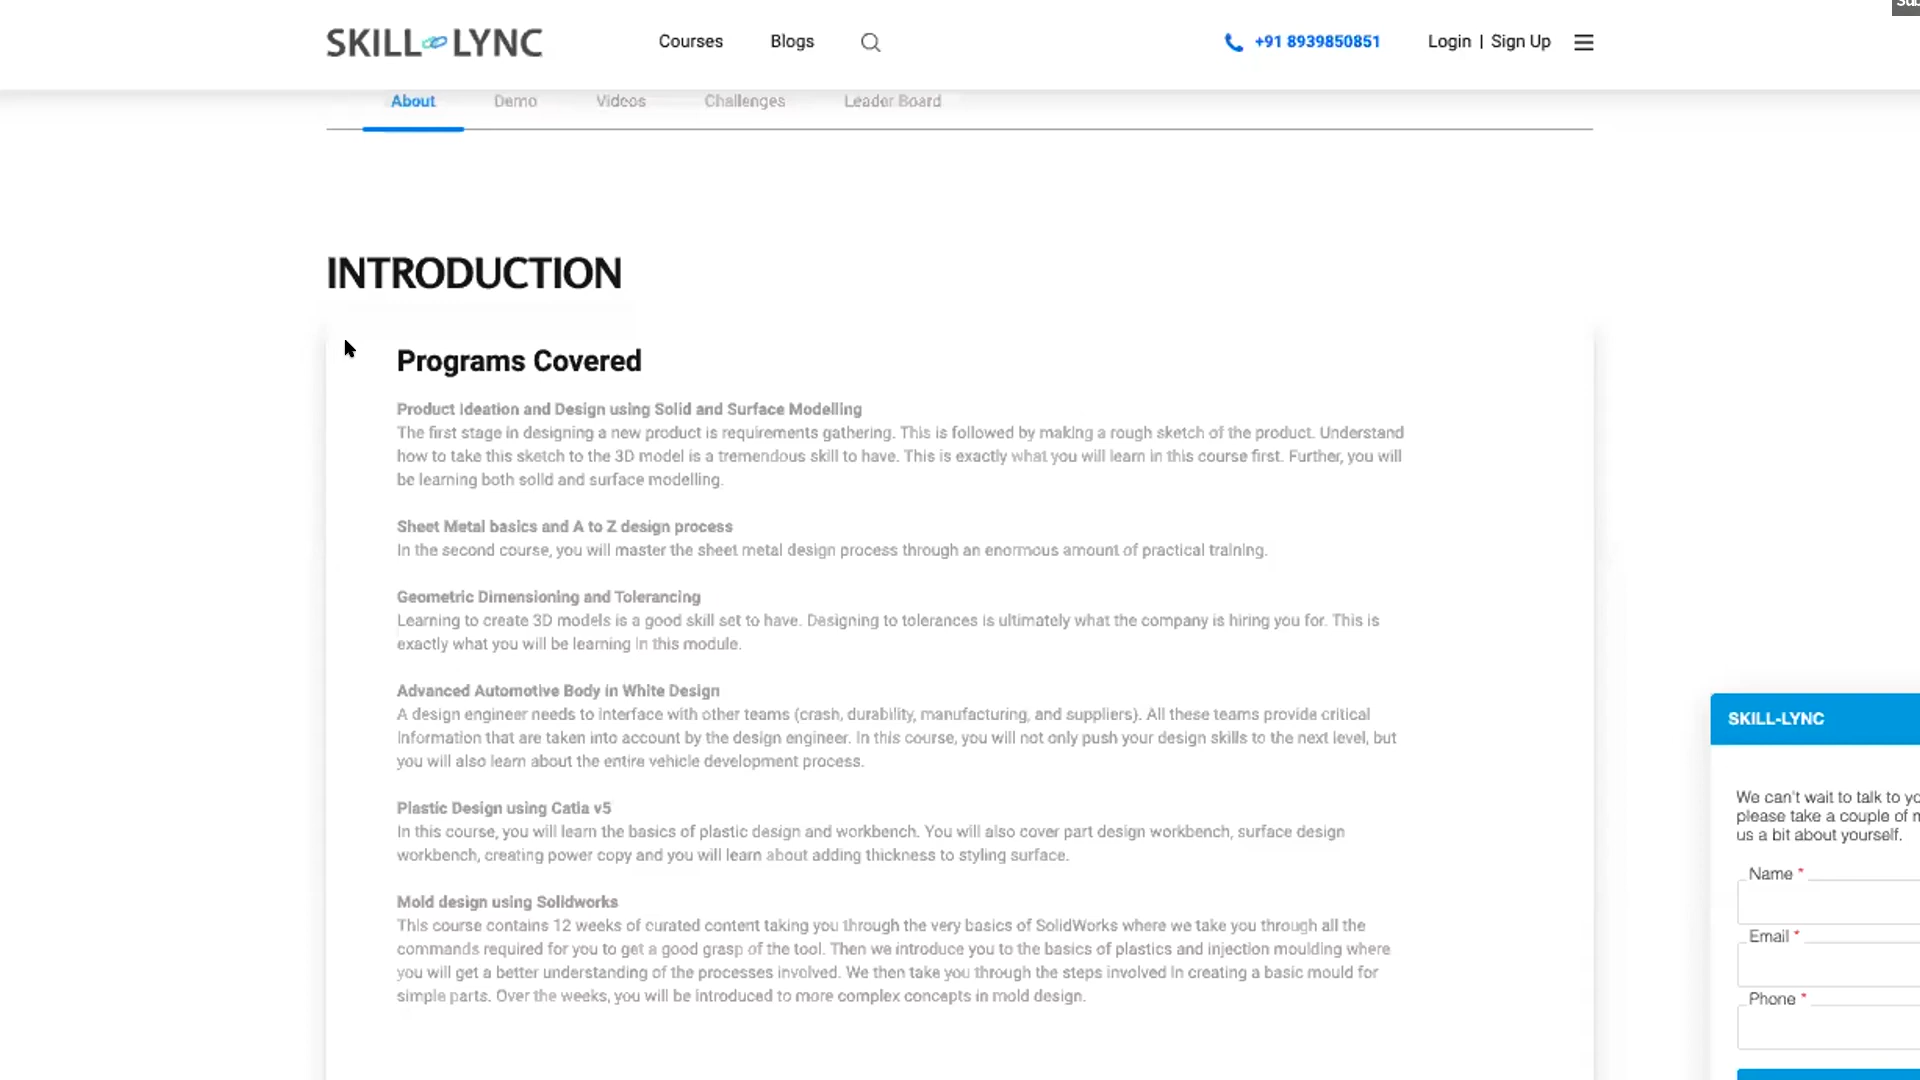 Sub
SKILL LYNC
Courses
Blogs
+91 8939850851
Login | Sign Up
About
Demo
Videos
Challenges
Leader Board
INTRODUCTION
Programs Covered
Product Ideation and Design using Solid and Surface Modelling
The first stage in designing a new product is requirements gathering. This is followed by making a rough sketch of the product. Understand
how to take this sketch to the 3D model is a tremendous skill to have. This is exactly what you will learn in this course first. Further, you will
be learning both solid and surface modelling.
Sheet Metal basics and A to Z design process
In the second course, you will master the sheet metal design process through an enormous amount of practical training.
Geometric Dimensioning and Tolerancing
Learning to create 3D models is a good skill set to have. Designing to tolerances is ultimately what the company is hiring you for. This is
exactly what you will be learning in this module.
Advanced Automotive Body in White Design
A design engineer needs to interface with other teams (crash, durability, manufacturing, and suppliers). All these teams provide critical
information that are taken into account by the design engineer. In this course, you will not only push your design skills to the next level, but
you will also learn about the entire vehicle development process.
Plastic Design using Catia v5
In this course, you will learn the basics of plastic design and workbench. You will also cover part design workbench, surface design
workbench, creating power copy and you will learn about adding thickness to styling surface.
Mold design using Solidworks
This course contains 12 weeks of curated content taking you through the very basics of SolidWorks where we take you through all the
commands required for you to get a good grasp of the tool. Then we introduce you to the basics of plastics and injection moulding where
you will get a better understanding of the processes involved. We then take you through the steps involved in creating a basic mould for
simple parts. Over the weeks, you will be introduced to more complex concepts in mold design.
SKILL-LYNC
We can't wait to talk to yo
please take a couple of m
us a bit about yourself.
Name *
Email *
Phone *